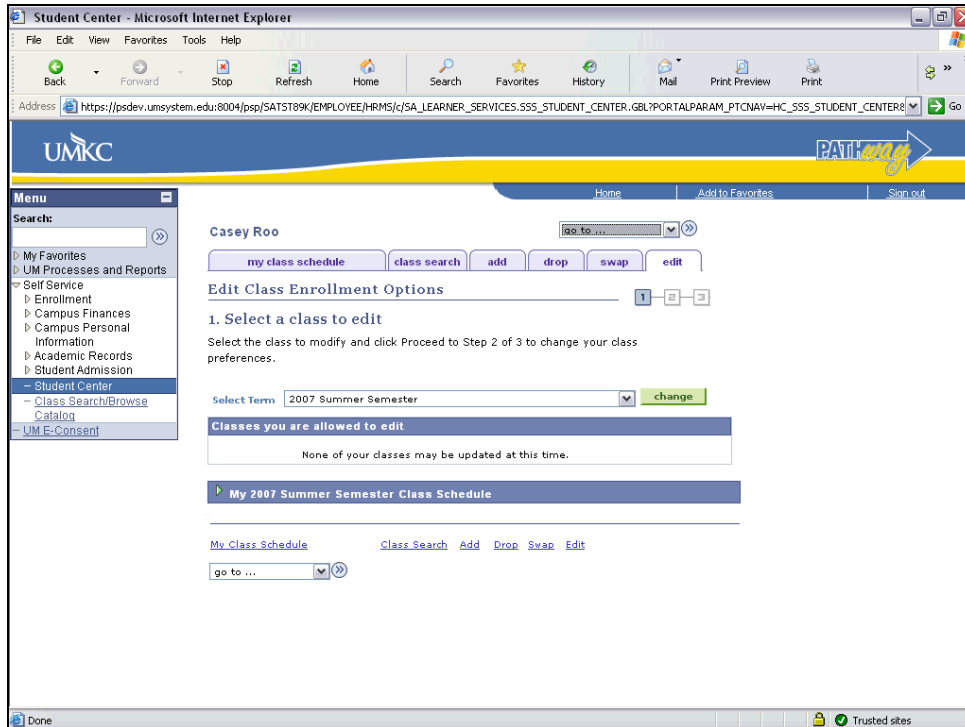 Student Center - Microsoft Internet Explorer
File Edit View Favorites Tools Help
Back Forward Stop Refresh Home Search Favorites History Mail Print Preview Print »
Address https://psdev.umsystem.edu:8004/psp/SATST89K/EMPLOYEE/HRMS/c/SA_LEARNER_SERVICES.SSS_STUDENT_CENTER.GBL?PORTALPARAM_PTCNAV=HC_SSS_STUDENT_CENTER& Go
UMKC PATHway
Home Add to Favorites Sign out
Menu
Search:
My Favorites
UM Processes and Reports
Self Service
Enrollment
Campus Finances
Campus Personal
Information
Academic Records
Student Admission
Student Center
Class Search/Browse
Catalog
UM E-Consent
Casey Roo go to ...
my class schedule class search add drop swap edit
Edit Class Enrollment Options 1 2 3
1. Select a class to edit
Select the class to modify and click Proceed to Step 2 of 3 to change your class
preferences.
Select Term 2007 Summer Semester change
Classes you are allowed to edit
None of your classes may be updated at this time.
My 2007 Summer Semester Class Schedule
My Class Schedule Class Search Add Drop Swap Edit
go to ...
Done Trusted sites